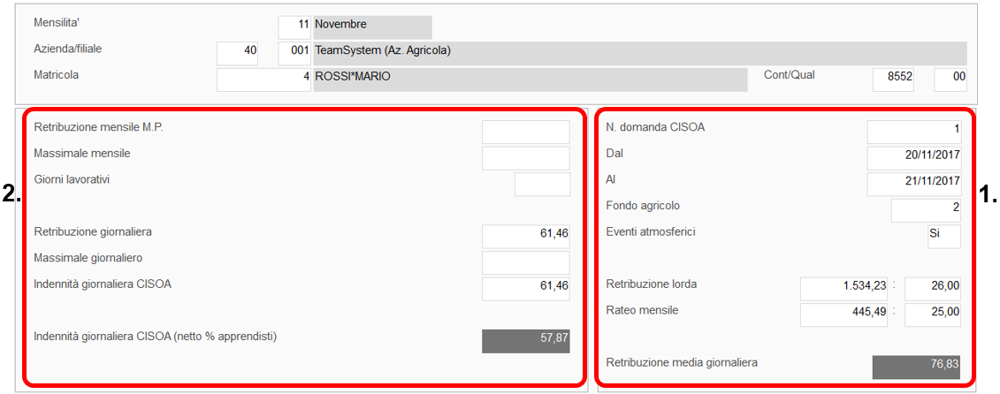 Mensilita' 11 Novembre
Azienda/filiale 40 001 TeamSystem (Az. Agricola)
Matricola 4 ROSSI*MARIO Cont/Qual 8552 00
2.
Retribuzione mensile M.P.
Massimale mensile
Giorni lavorativi
Retribuzione giornaliera 61,46
Massimale giornaliero
Indennità giornaliera CISOA 61,46
Indennità giornaliera CISOA (netto % apprendisti) 57,87
1.
N. domanda CISOA 1
Dal 20/11/2017
Al 21/11/2017
Fondo agricolo 2
Eventi atmosferici Si
Retribuzione lorda 1.534,23 : 26,00
Rateo mensile 445,49 : 25,00
Retribuzione media giornaliera 76,83